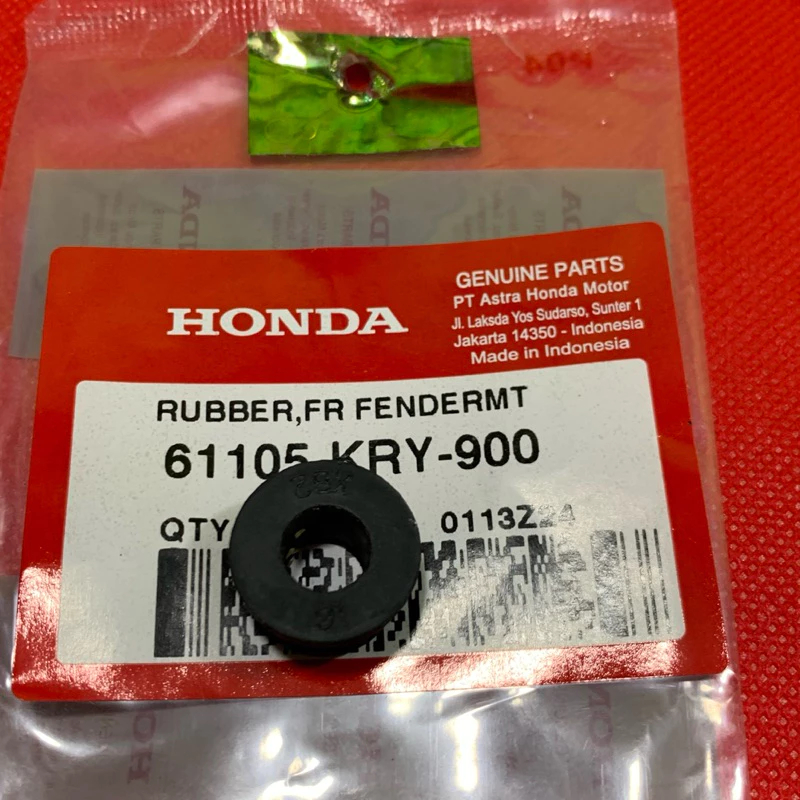 HONDA
GENUINE PARTS
PT Astra Honda Motor
Jl. Laksda Yos Sudarso, Sunter 1
Jakarta 14350 - Indonesia
Made in Indonesia
RUBBER,FR FENDERMT
61105-KRY-900
QTY
0113Z24